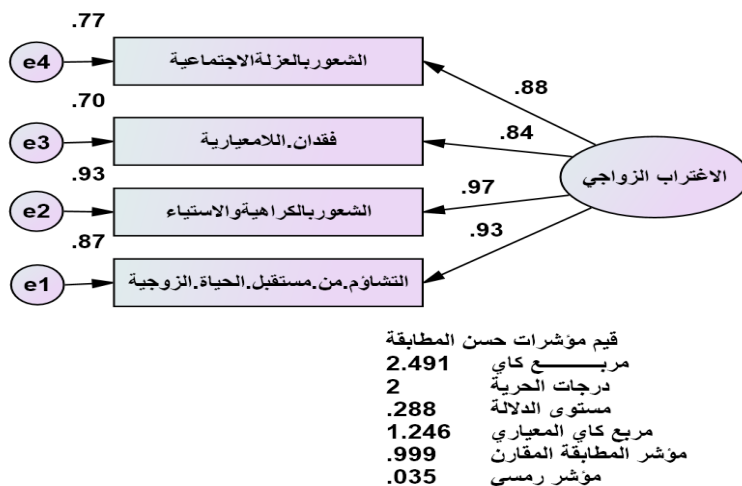 .77
e4
الشعوربالعزلةالاجتماعية
.88
.70
e3
فقدان.اللامعيارية
.84
الاغتراب الزواجي
.93
e2
الشعوربالكراهيةوالاستياء
.97
.87
e1
التشاؤم.من.مستقبل.الحياة.الزوجية
.93
قيم مؤشرات حسن المطابقة
مربـــــــــع كاي 2.491
درجات الحرية 2
مستوى الدلالة .288
مربع كاي المعياري 1.246
مؤشر المطابقة المقارن .999
مؤشر رمسي .035